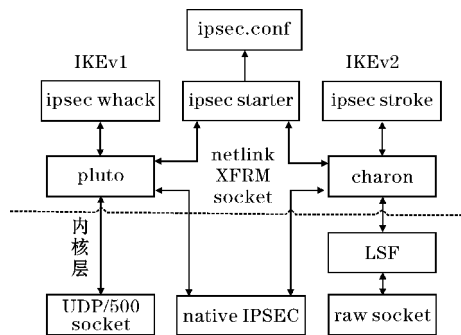 ipsec.conf
IKEv1
IKEv2
ipsec whack
ipsec starter
ipsec stroke
pluto
netlink
XFRM
socket
charon
内核层
LSF
UDP/500
socket
native IPSEC
raw socket